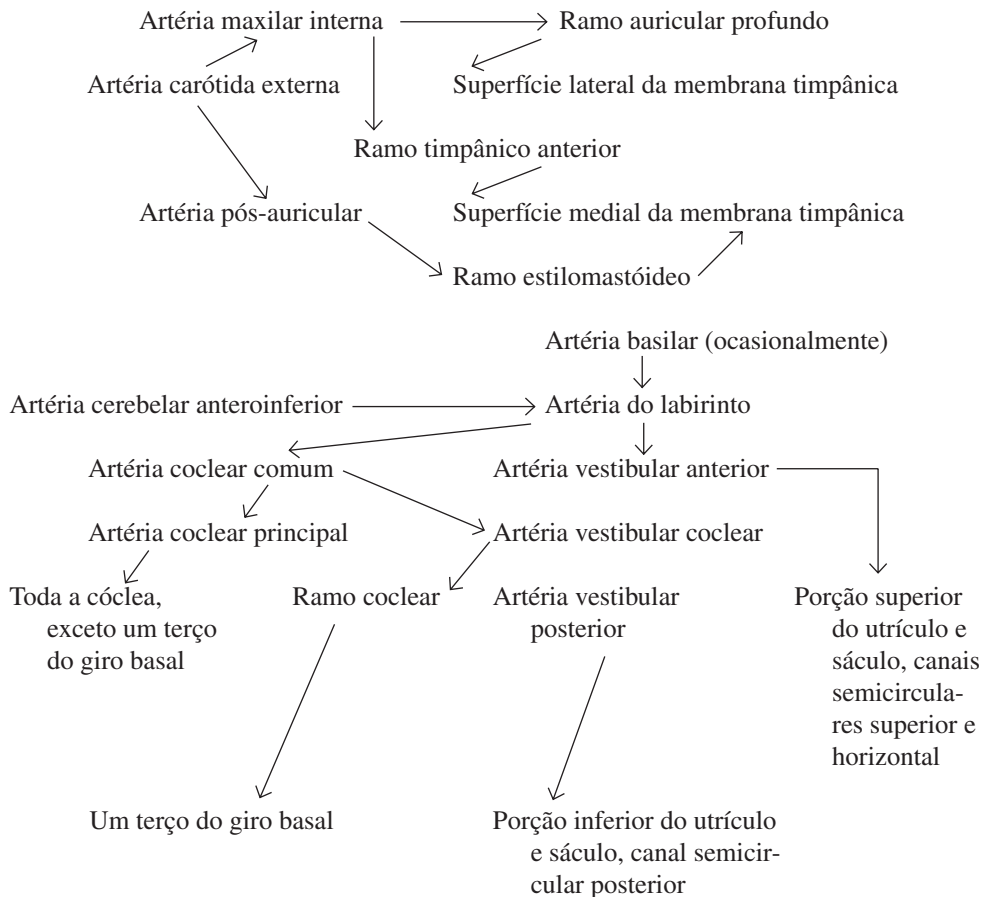 Artéria maxilar interna
Ramo auricular profundo
Artéria carótida externa
Superfície lateral da membrana timpânica
Ramo timpânico anterior
Artéria pós-auricular
Superfície medial da membrana timpânica
Ramo estilomastóideo
Artéria basilar (ocasionalmente)
Artéria cerebelar anteroinferior
Artéria do labirinto
Artéria coclear comum
Artéria vestibular anterior
Artéria coclear principal
Artéria vestibular coclear
Toda a cóclea,
exceto um terço
do giro basal
Ramo coclear
Artéria vestibular
posterior
Porção superior
do utrículo e
sáculo, canais
semicircula-
res superior e
horizontal
Um terço do giro basal
Porção inferior do utrículo
e sáculo, canal semicir-
cular posterior